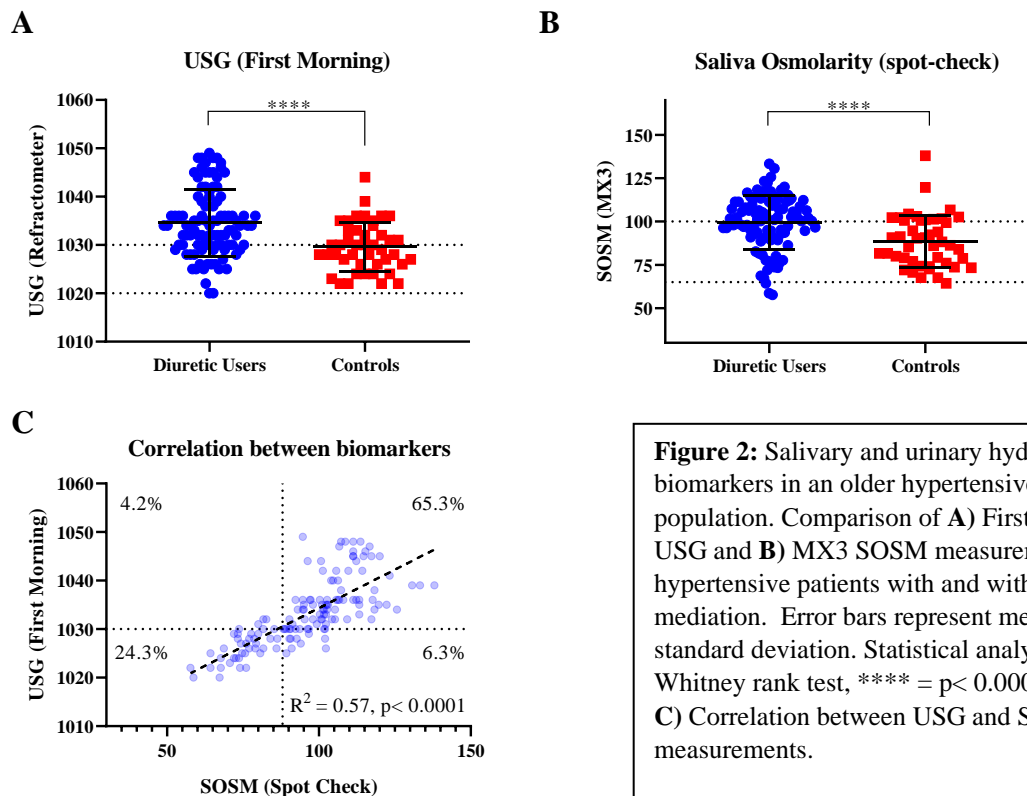 A
USG (First Morning)
****
1060
1050
1040
1030
1020
1010
USG (Refractometer)
Diuretic Users
Controls
B
Saliva Osmolarity (spot-check)
****
150
125
100
75
50
SOSM (MX3)
Diuretic Users
Controls
C
Correlation between biomarkers
1060
1050
1040
1030
1020
1010
USG (First Morning)
4.2%
65.3%
24.3%
6.3%
R² = 0.57, p< 0.0001
50
100
150
SOSM (Spot Check)
Figure 2: Salivary and urinary hyd
biomarkers in an older hypertensive
population. Comparison of A) First
USG and B) MX3 SOSM measurem
hypertensive patients with and with
mediation. Error bars represent me
standard deviation. Statistical analy
Whitney rank test, **** = p< 0.000
C) Correlation between USG and S
measurements.